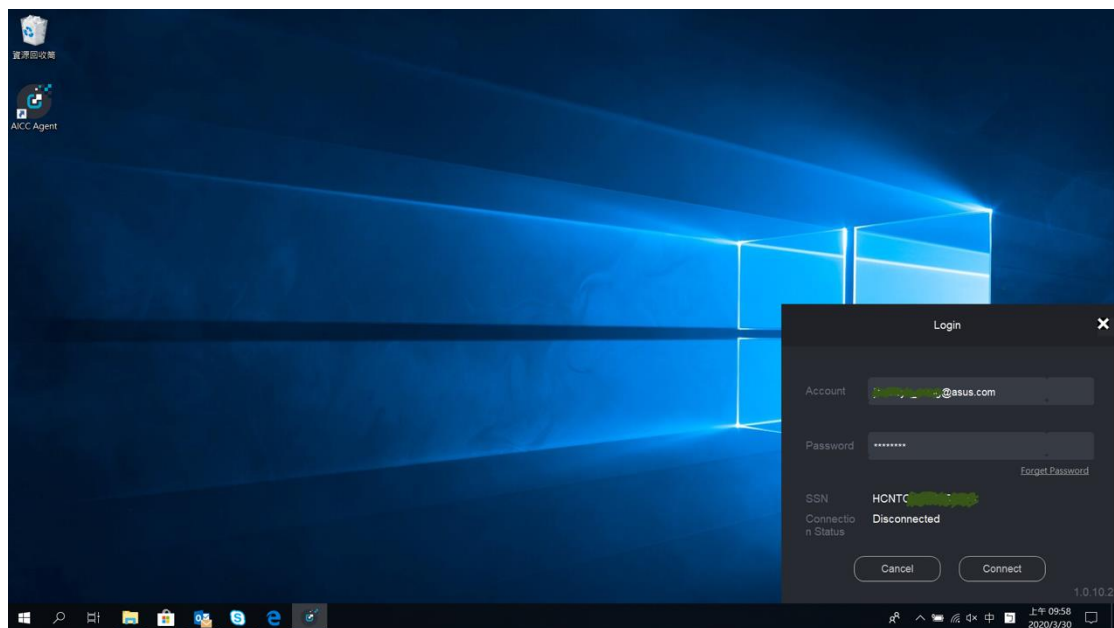 資源回收筒
AICC Agent
Login
Account
@asus.com
Password
********
Forget Password
SSN
HCNTC
Connectio
n Status
Disconnected
Cancel
Connect
1.0.10.2
中
上午 09:58
2020/3/30